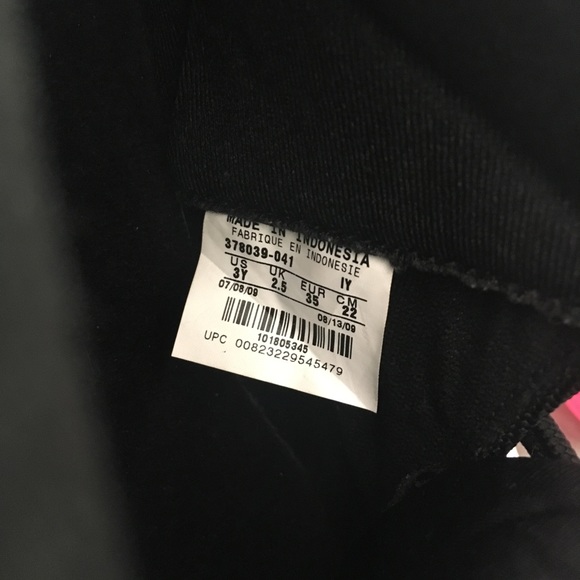 MADE IN INDONESIA
FABRIQUE EN INDONESIE
378039-041 IY
US UK EUR CM
3Y 2.5 35 22
07/08/09 08/13/09
101805345
UPC 00823229545479